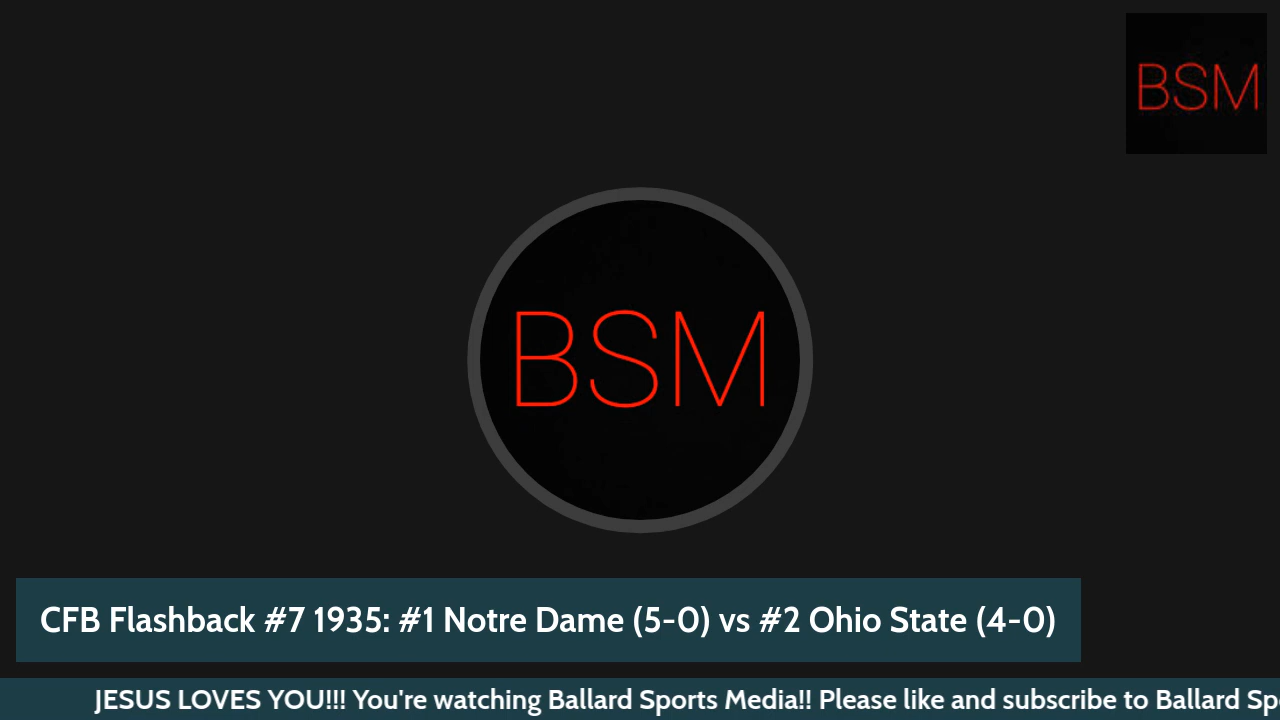 BSM
BSM
CFB Flashback #7 1935: #1 Notre Dame (5-0) vs #2 Ohio State (4-0)
JESUS LOVES YOU!!! You're watching Ballard Sports Media!! Please like and subscribe to Ballard Sp